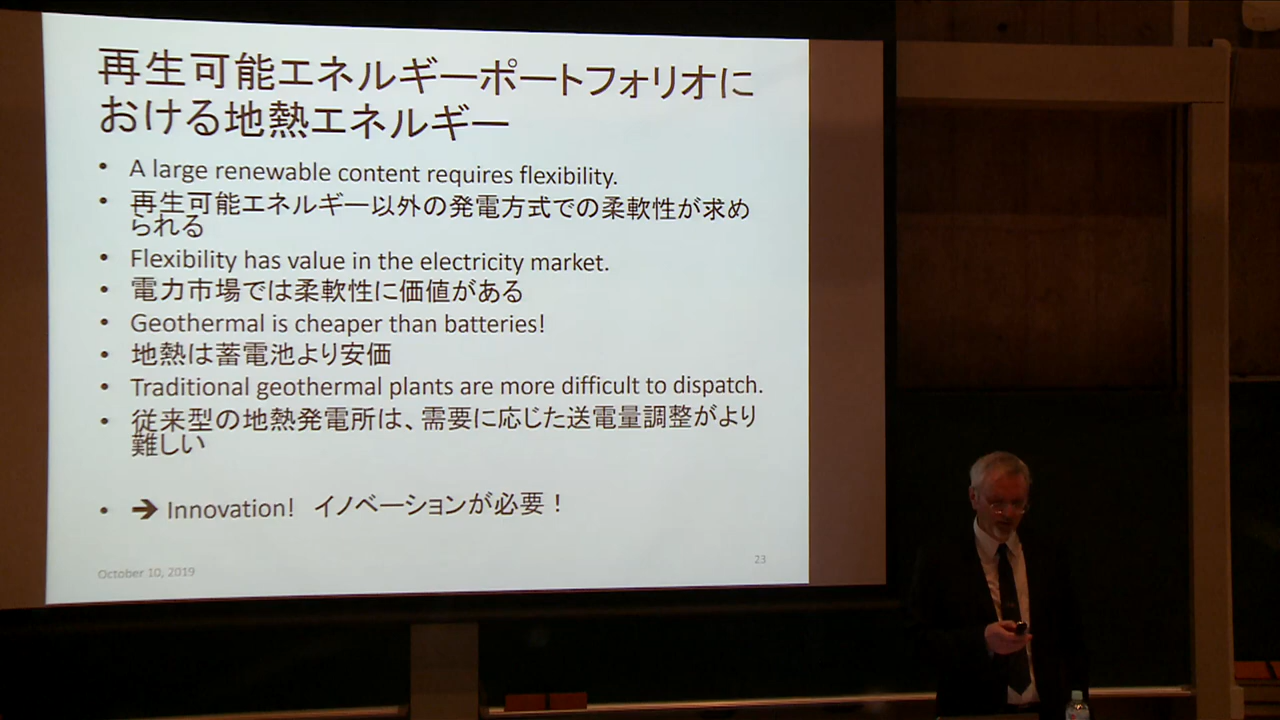 再生可能エネルギーポートフォリオに
おける地熱エネルギー
• A large renewable content requires flexibility.
• 再生可能エネルギー以外の発電方式での柔軟性が求め
られる
• Flexibility has value in the electricity market.
• 電力市場では柔軟性に価値がある
• Geothermal is cheaper than batteries!
• 地熱は蓄電池より安価
• Traditional geothermal plants are more difficult to dispatch.
• 従来型の地熱発電所は、需要に応じた送電量調整がより
難しい
• ➔ Innovation! イノベーションが必要！
October 10, 2019
23